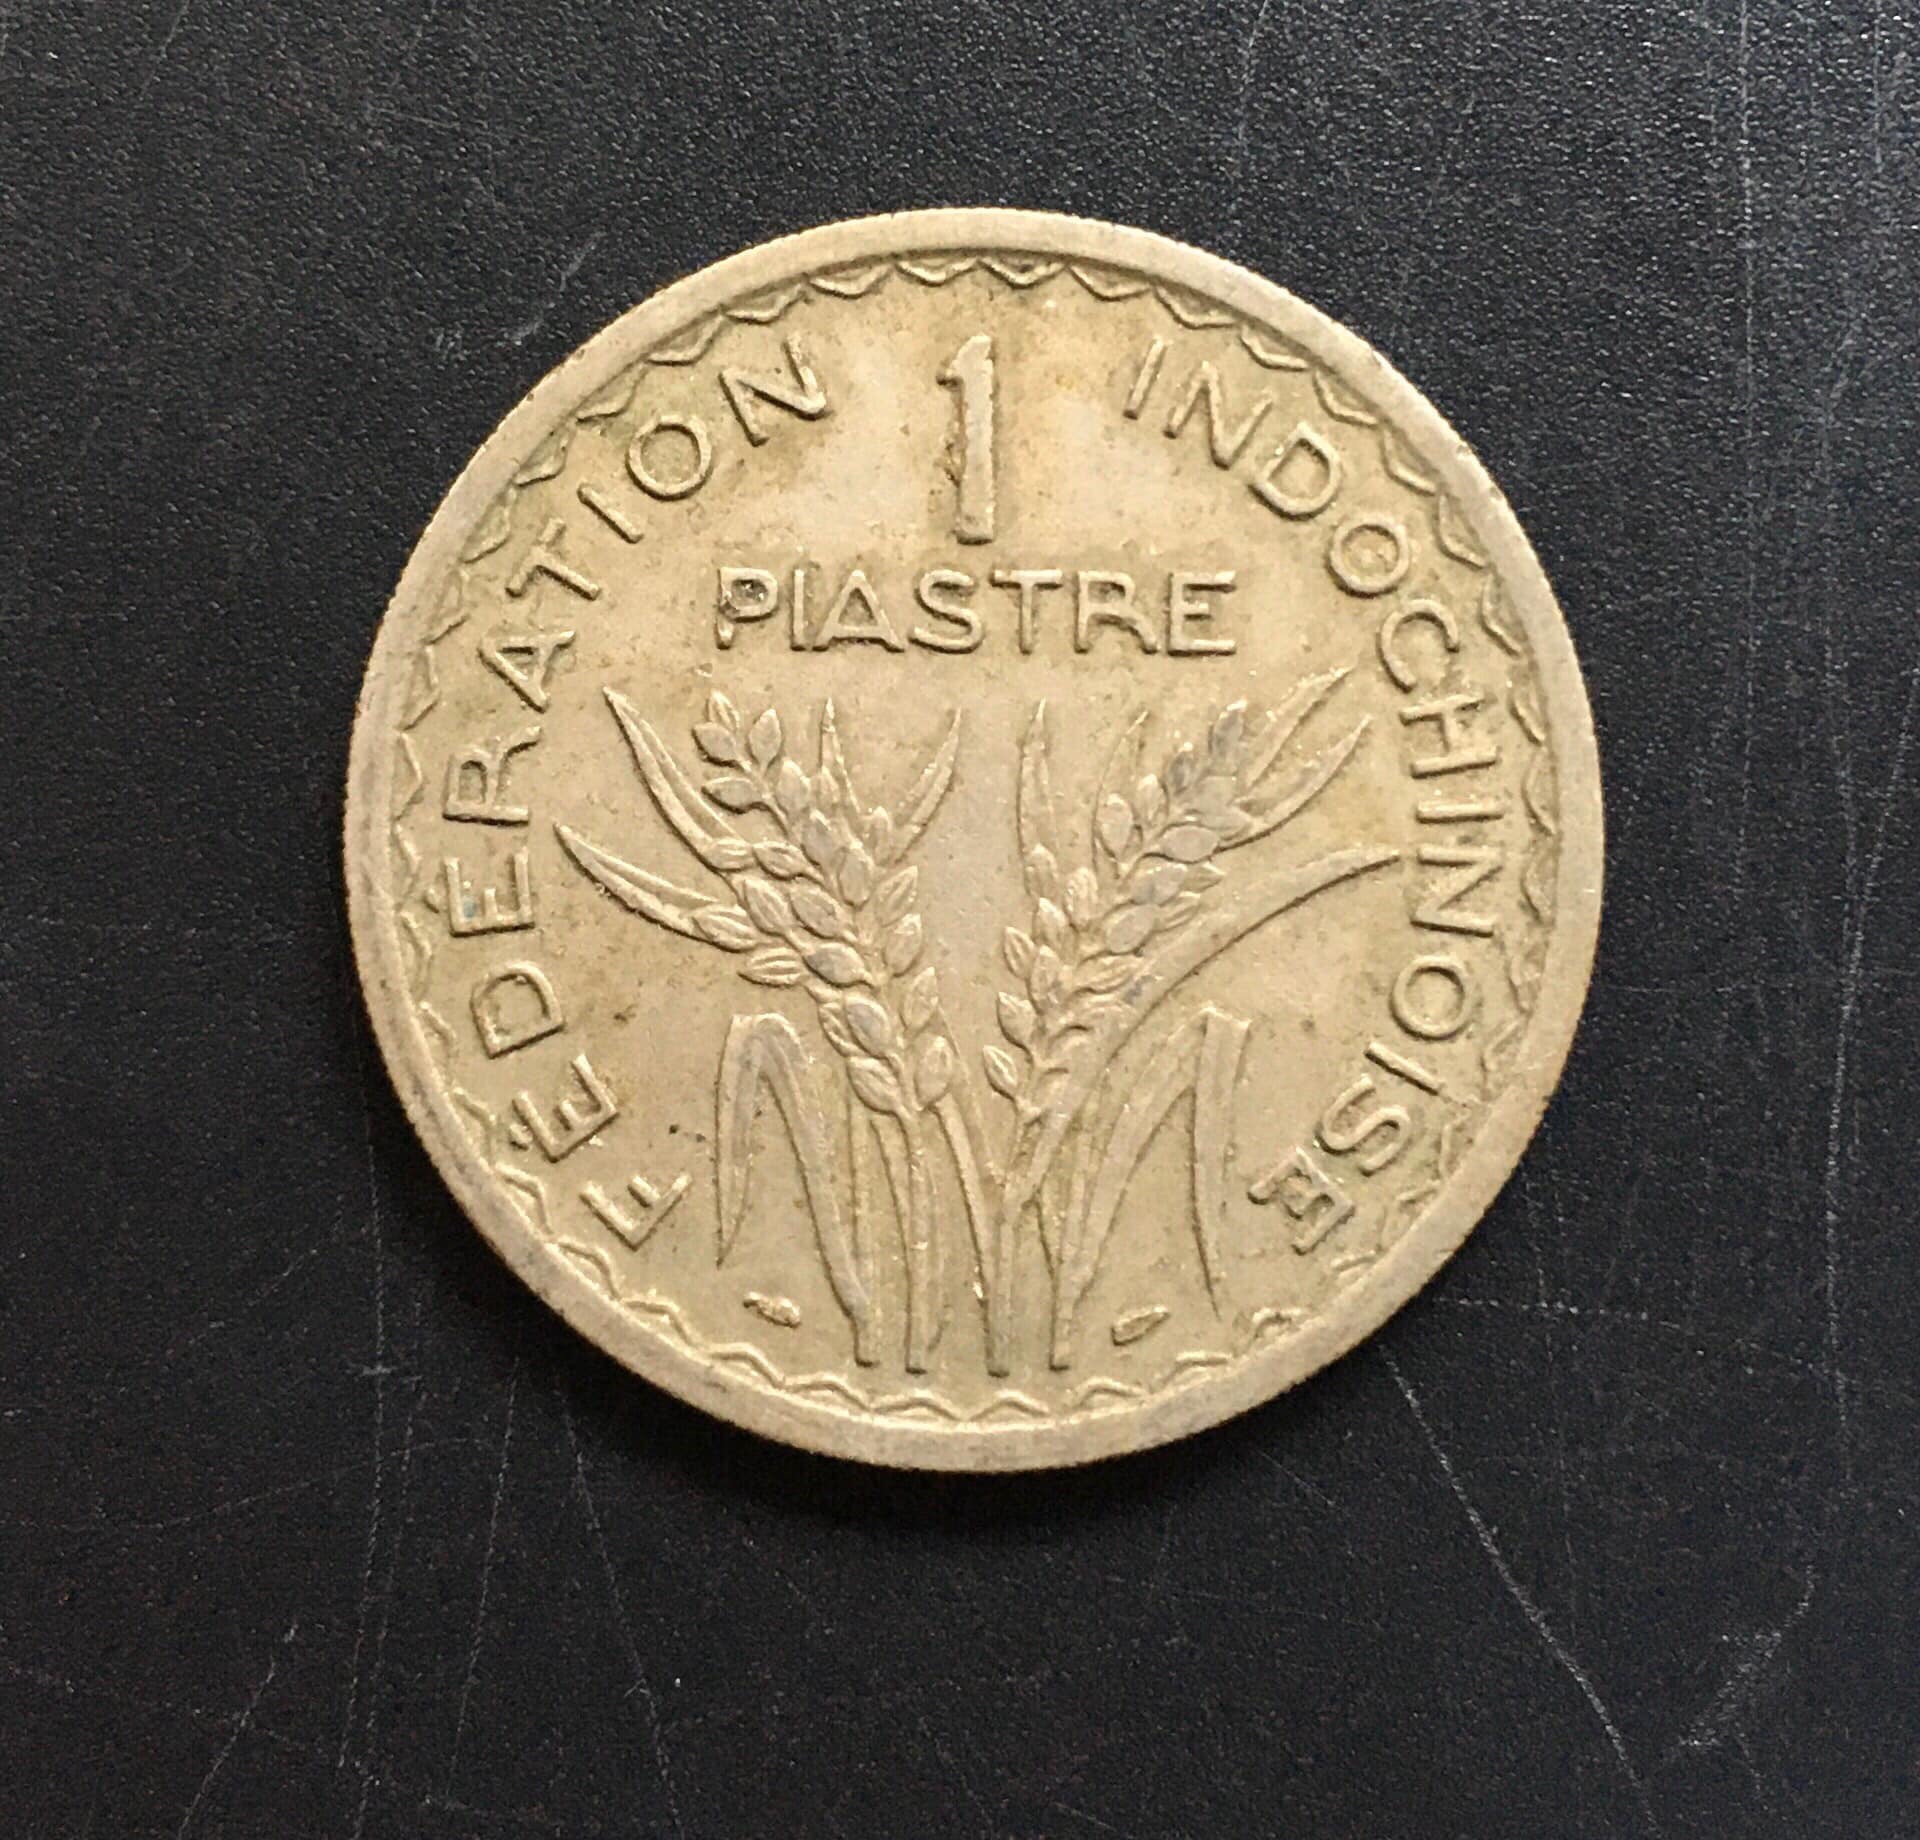 FÉDÉRATION INDOCHINOISE
1
PIASTRE